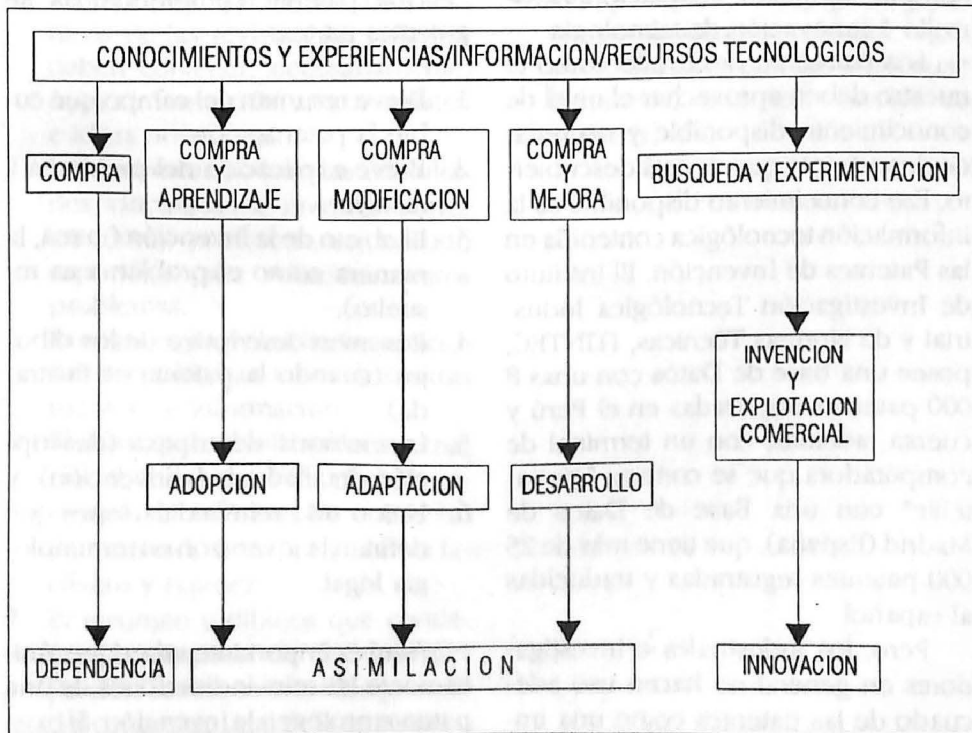 CONOCIMIENTOS Y EXPERIENCIAS/INFORMACION/RECURSOS TECNOLOGICOS
COMPRA
COMPRA
Y
APRENDIZAJE
COMPRA
Y
MODIFICACION
COMPRA
Y
MEJORA
BUSQUEDA Y EXPERIMENTACION
INVENCION
Y
EXPLOTACION
COMERCIAL
ADOPCION
ADAPTACION
DESARROLLO
DEPENDENCIA
ASIMILACION
INNOVACION